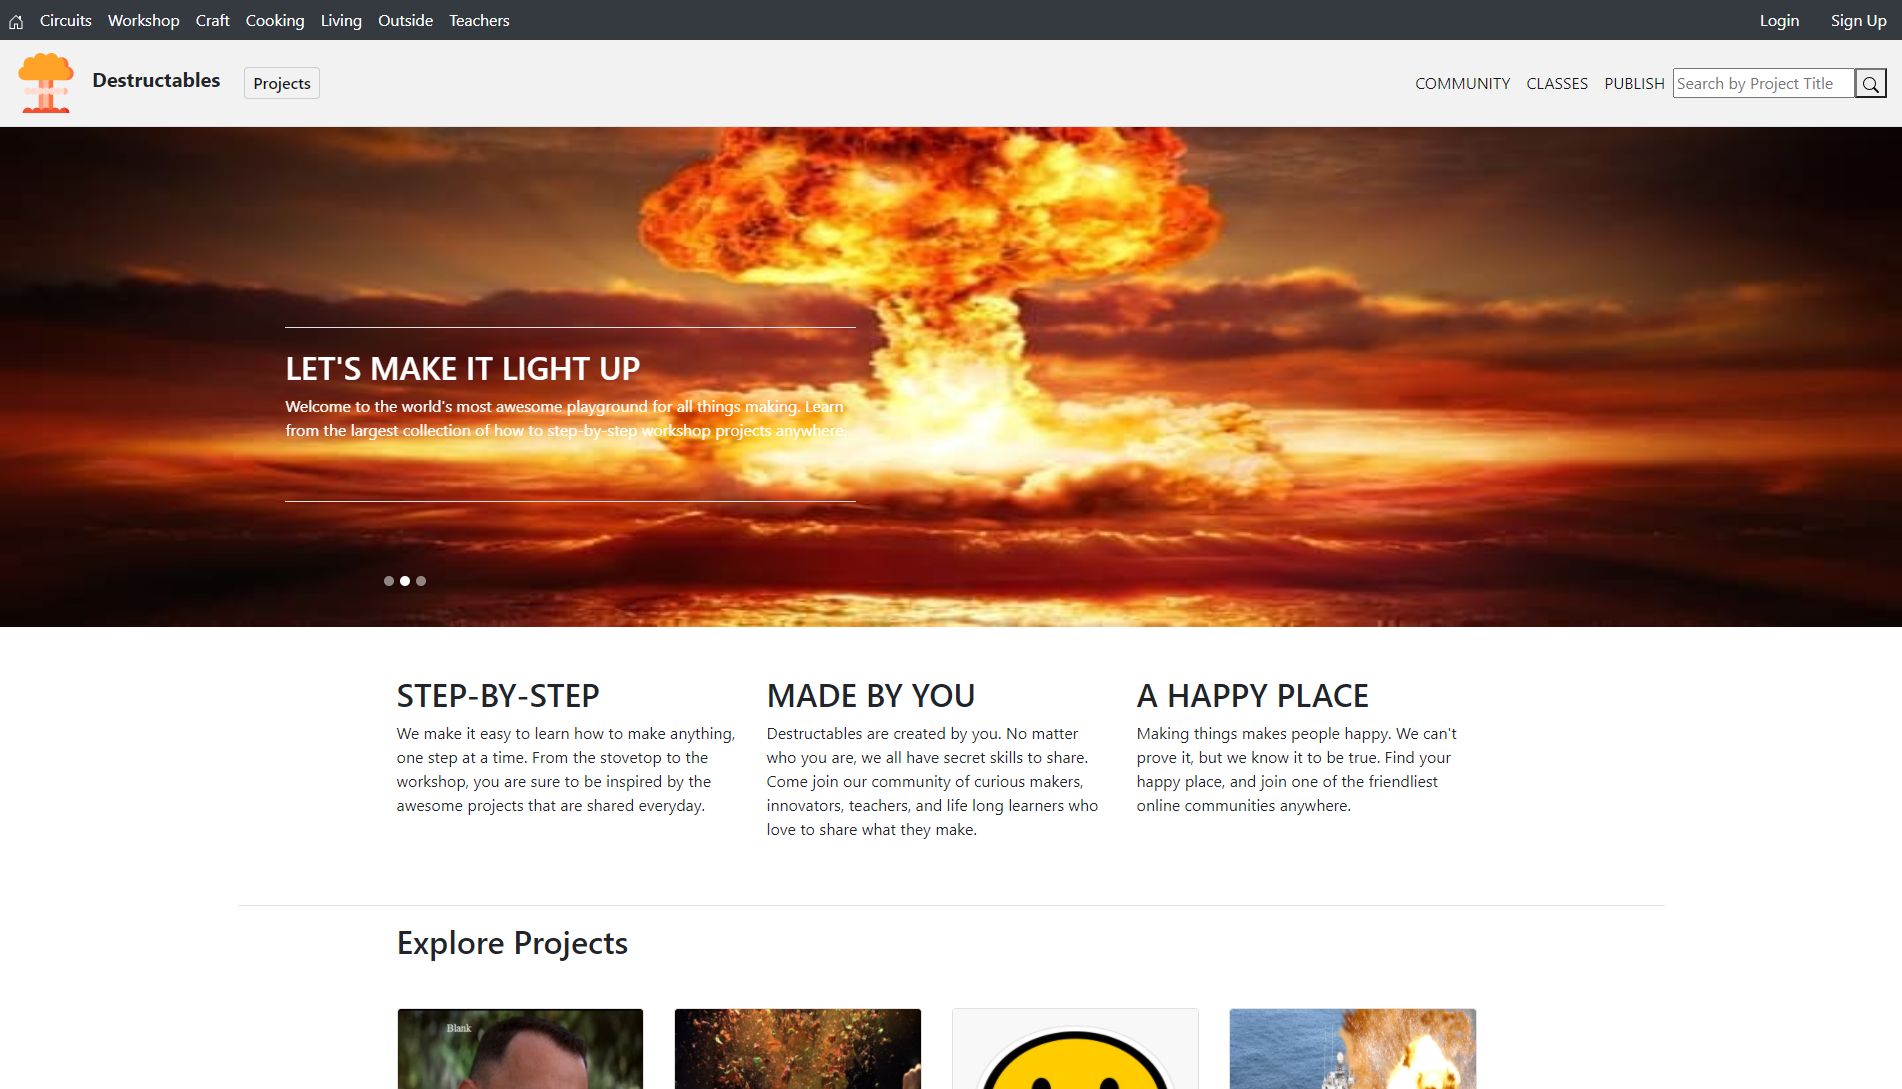 Circuits Workshop Craft Cooking Living Outside Teachers Login Sign Up
Destructables Projects COMMUNITY CLASSES PUBLISH Search by Project Title
LET'S MAKE IT LIGHT UP
Welcome to the world's most awesome playground for all things making. Learn
from the largest collection of how to step-by-step workshop projects anywhere.
STEP-BY-STEP
We make it easy to learn how to make anything,
one step at a time. From the stovetop to the
workshop, you are sure to be inspired by the
awesome projects that are shared everyday.
MADE BY YOU
Destructables are created by you. No matter
who you are, we all have secret skills to share.
Come join our community of curious makers,
innovators, teachers, and life long learners who
love to share what they make.
A HAPPY PLACE
Making things makes people happy. We can't
prove it, but we know it to be true. Find your
happy place, and join one of the friendliest
online communities anywhere.
Explore Projects
Blank